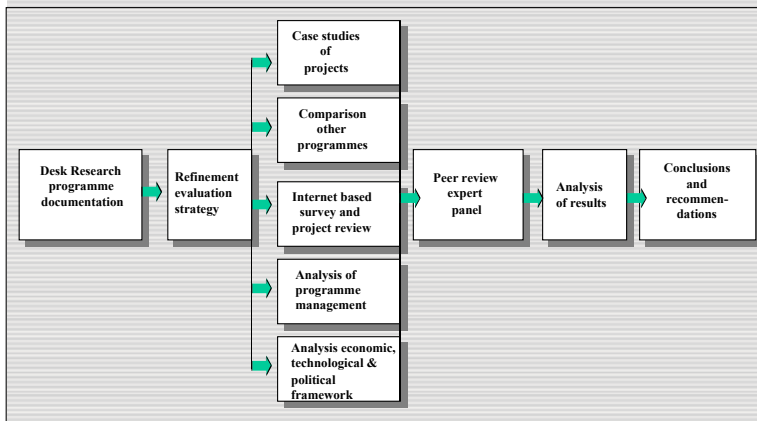 Desk Research
programme
documentation
Refinement
evaluation
strategy
Case studies
of
projects
Comparison
other
programmes
Internet based
survey and
project review
Analysis of
programme
management
Analysis economic,
technological &
political
framework
Peer review
expert
panel
Analysis
of results
Conclusions
and
recommen-
dations